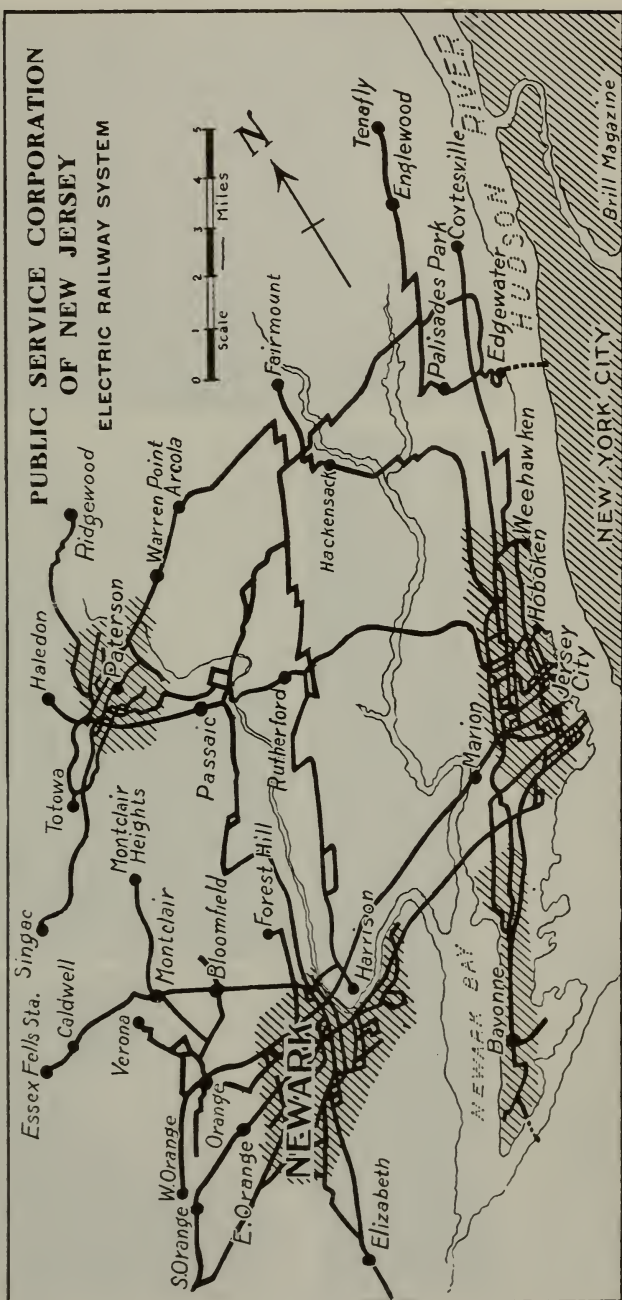 PUBLIC SERVICE CORPORATION
OF NEW JERSEY
ELECTRIC RAILWAY SYSTEM
0 1 2 3 4 5
Scale Miles
N
Essex Fells Sta.
Singac
Totowa
Haledon
Ridgewood
Caldwell
Montclair
Heights
Paterson
Warren Point
Arcola
Verona
Montclair
Passaic
Fairmount
W. Orange
Bloomfield
Forest Hill
Rutherford
Hackensack
Tenafly
S. Orange
Orange
Englewood
E. Orange
NEWARK
Harrison
Palisades Park
Coytesville
Elizabeth
Marion
Edgewater
NEWARK BAY
Bayonne
Jersey
City
Hoboken
Weehawken
HUDSON RIVER
NEW YORK CITY
Brill Magazine